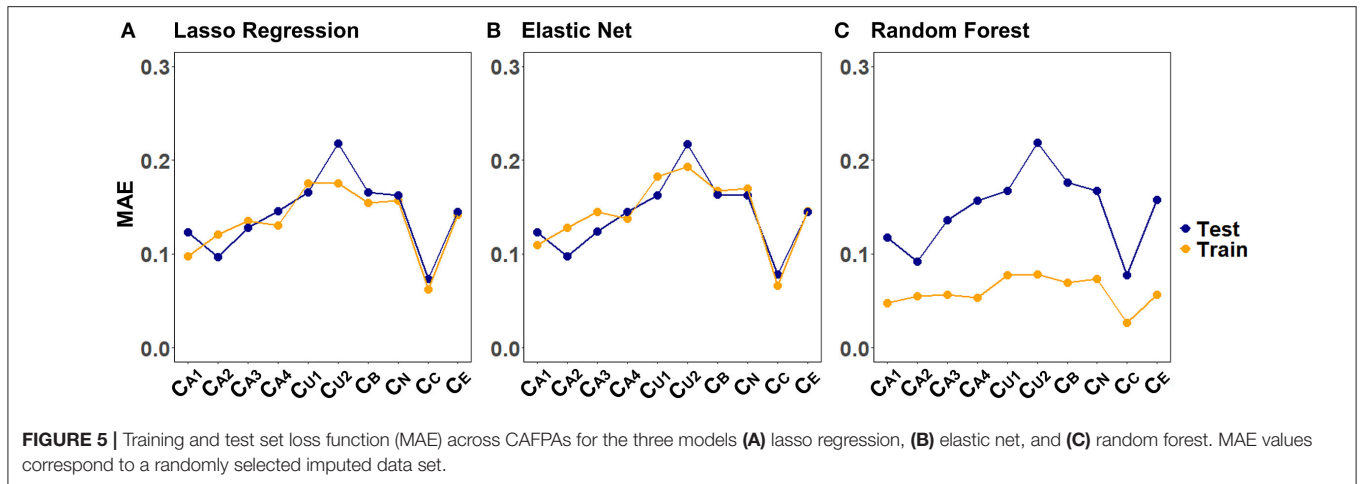 A Lasso Regression
B Elastic Net
C Random Forest
MAE
0.3
0.2
0.1
0.0
CA1 CA2 CA3 CA4 CU1 CU2 CB CN CC CE
0.3
0.2
0.1
0.0
CA1 CA2 CA3 CA4 CU1 CU2 CB CN CC CE
0.3
0.2
0.1
0.0
CA1 CA2 CA3 CA4 CU1 CU2 CB CN CC CE
Test
Train
FIGURE 5 | Training and test set loss function (MAE) across CAFPAs for the three models (A) lasso regression, (B) elastic net, and (C) random forest. MAE values
correspond to a randomly selected imputed data set.